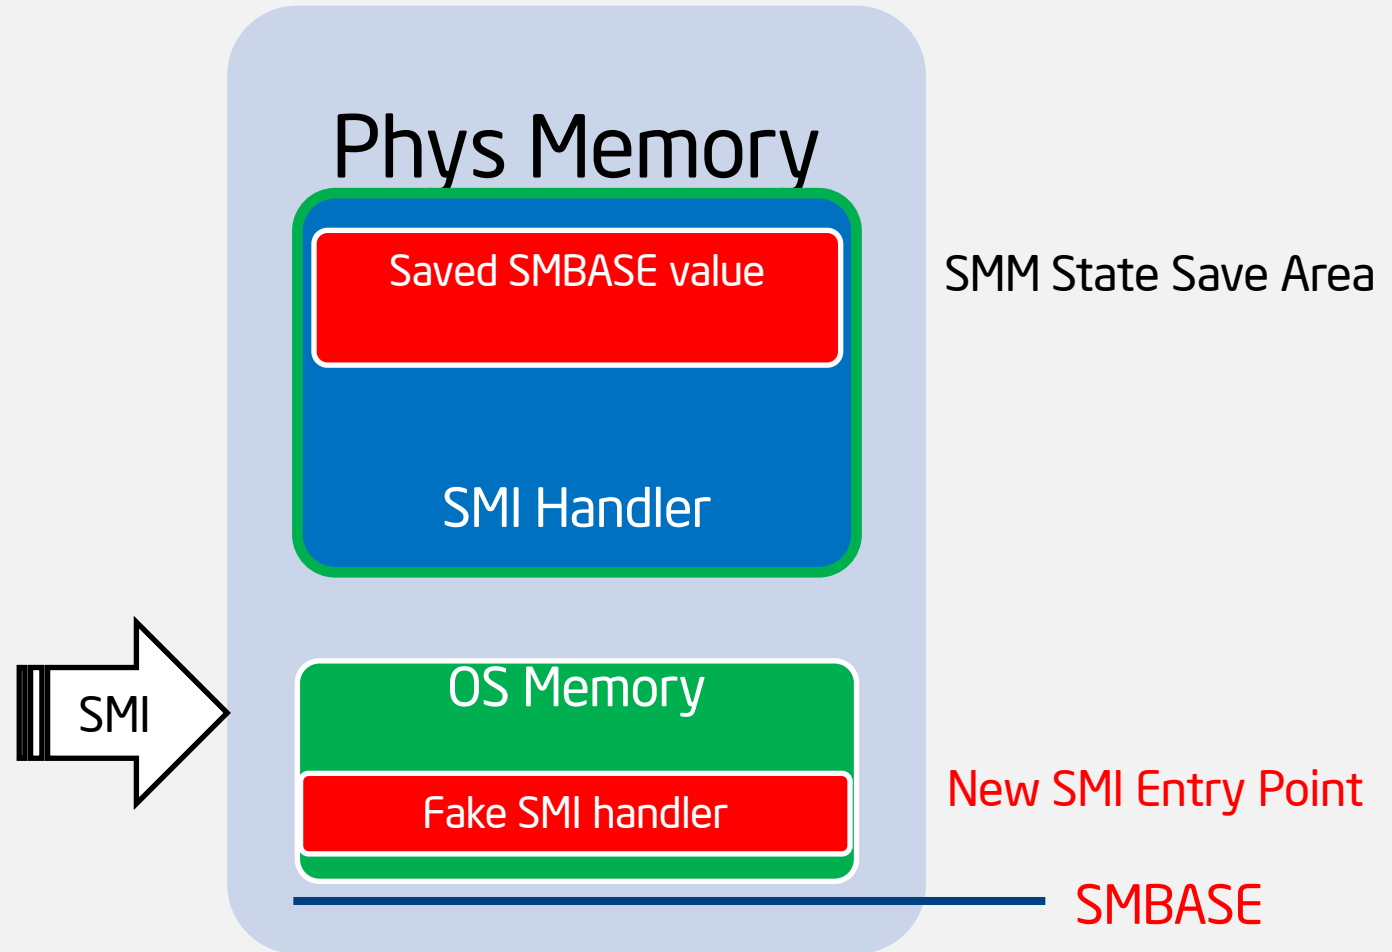 Phys Memory
Saved SMBASE value
SMM State Save Area
SMI Handler
OS Memory
SMI
New SMI Entry Point
Fake SMI handler
SMBASE